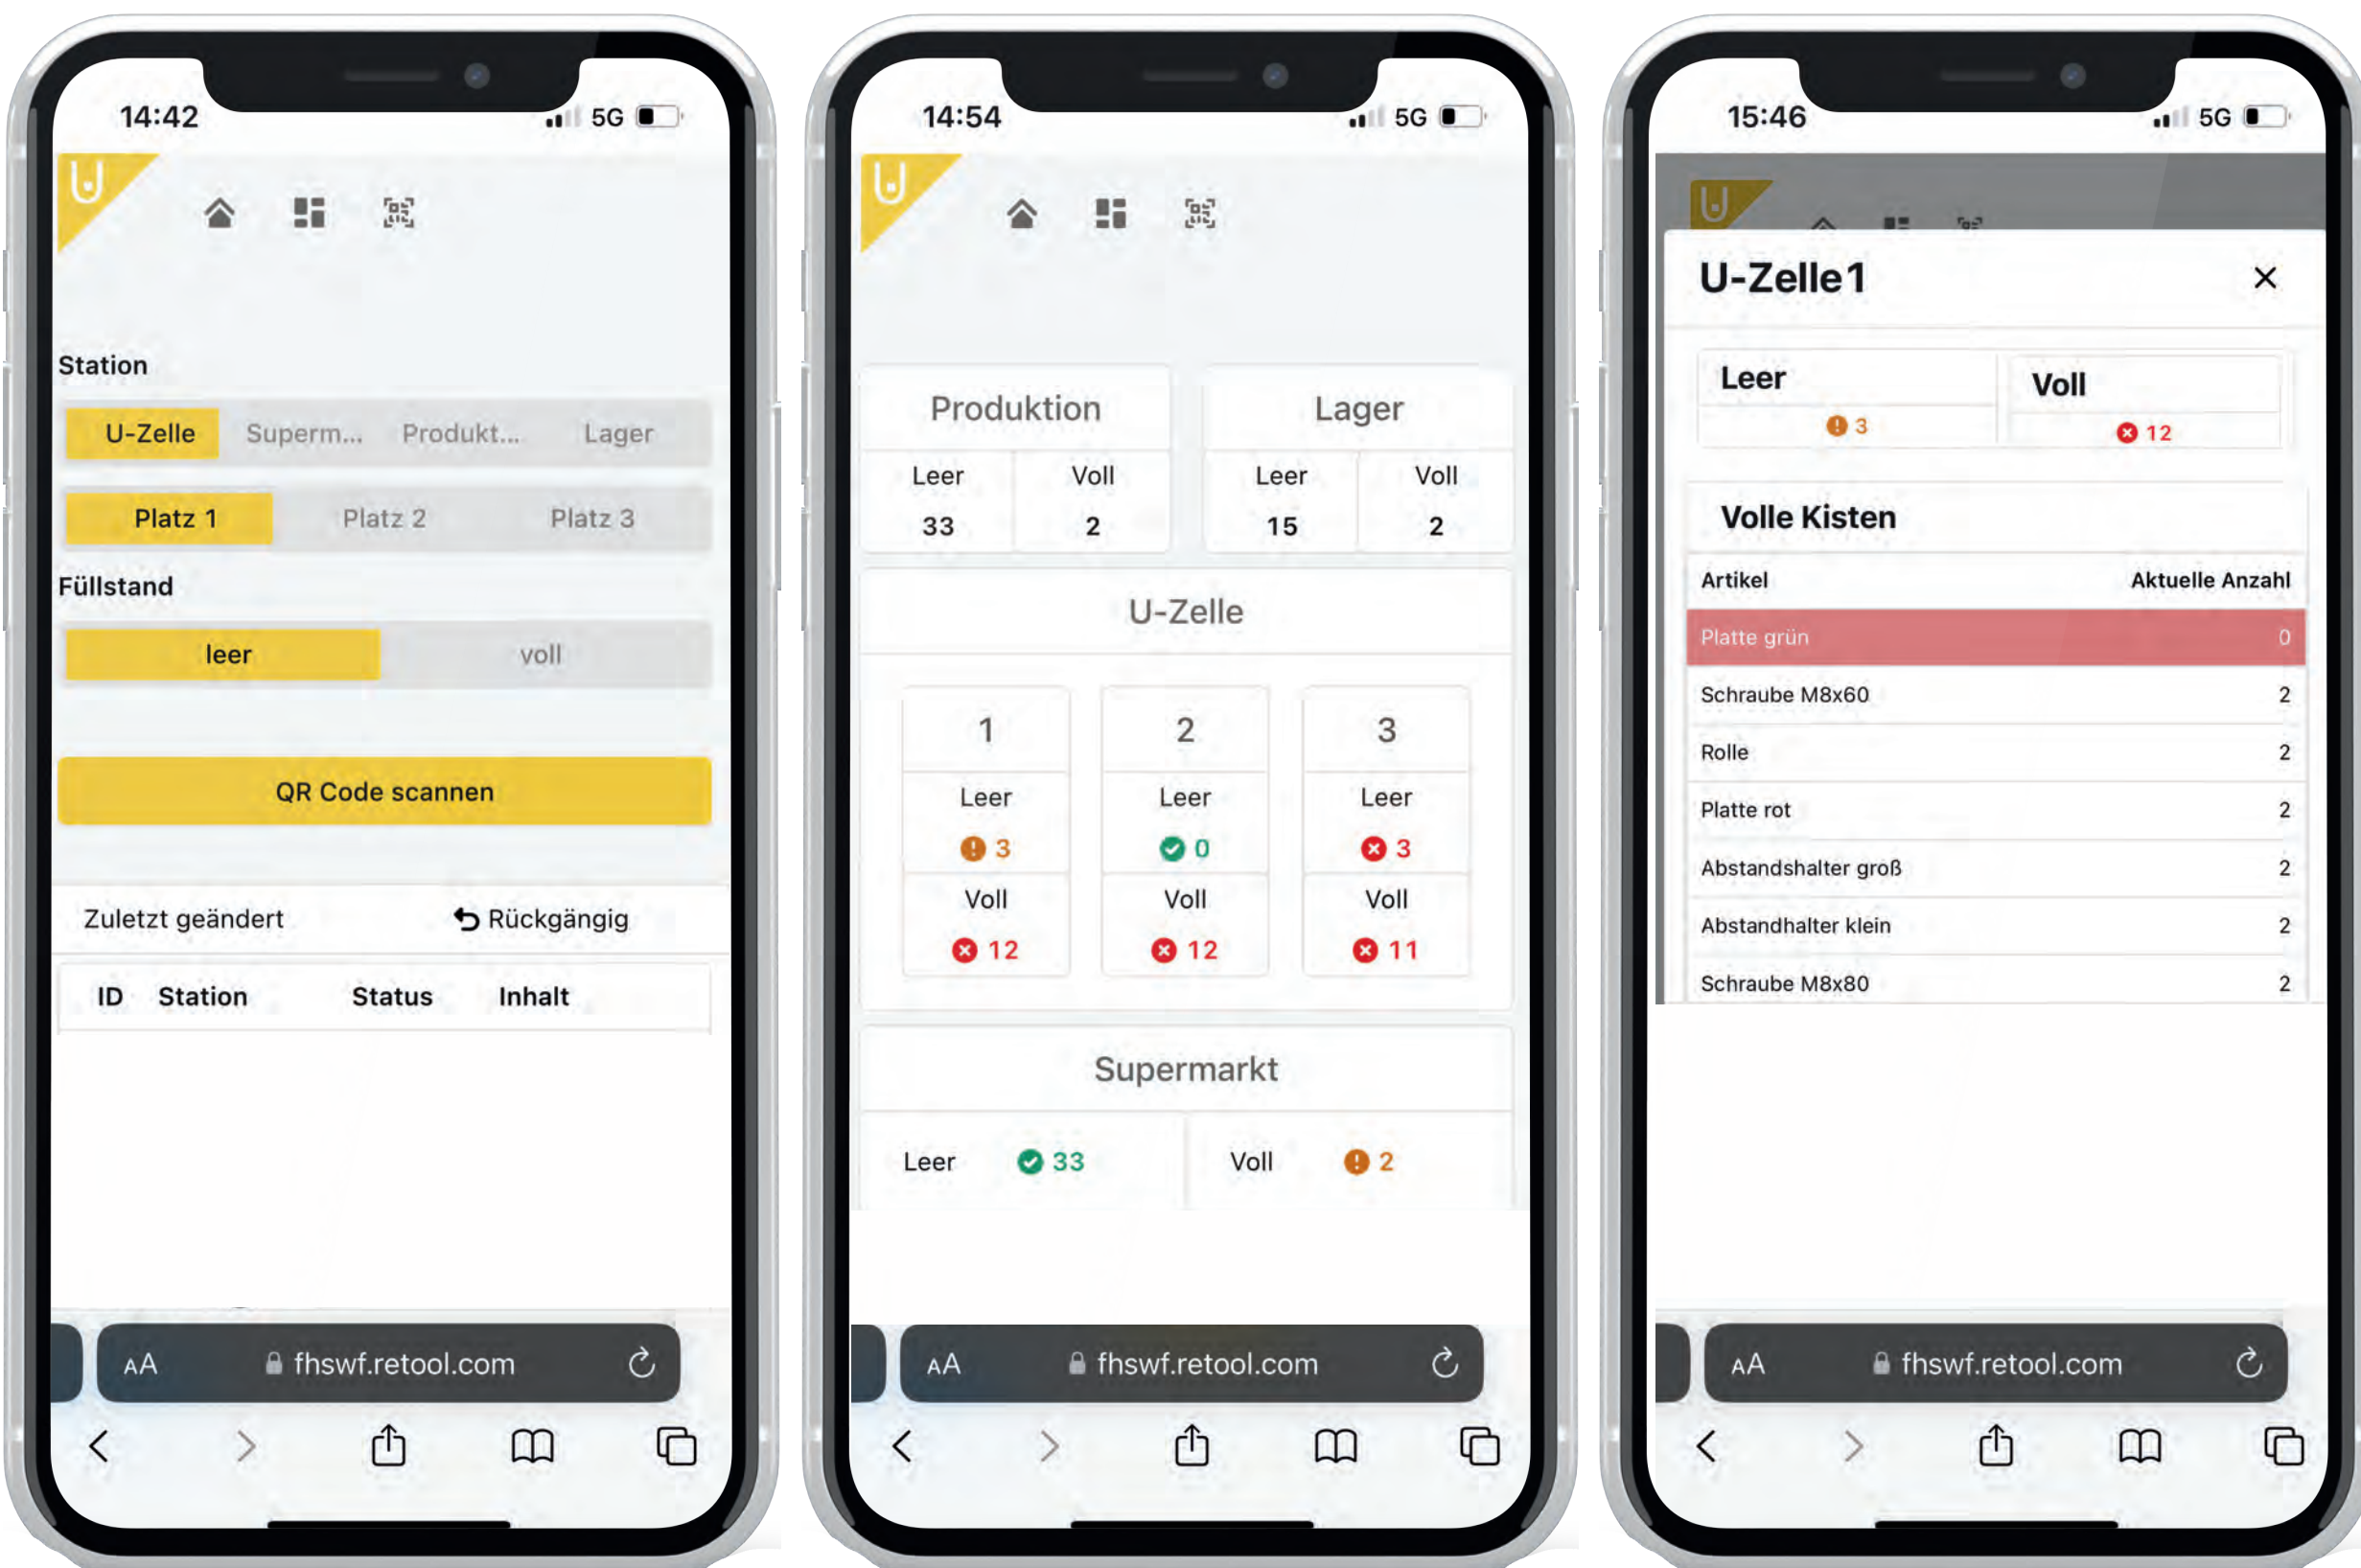 14:42
5G
Station
U-Zelle Superm... Produkt... Lager
Platz 1 Platz 2 Platz 3
Füllstand
leer voll
QR Code scannen
Zuletzt geändert Rückgängig
ID Station Status Inhalt
AA fhswf.retool.com
14:54
5G
Produktion Lager
Leer Voll Leer Voll
33 2 15 2
U-Zelle
1 2 3
Leer Leer Leer
3 0 3
Voll Voll Voll
12 12 11
Supermarkt
Leer 33 Voll 2
AA fhswf.retool.com
15:46
5G
U-Zelle1
Leer Voll
3 12
Volle Kisten
Artikel Aktuelle Anzahl
Platte grün 0
Schraube M8x60 2
Rolle 2
Platte rot 2
Abstandshalter groß 2
Abstandhalter klein 2
Schraube M8x80 2
AA fhswf.retool.com